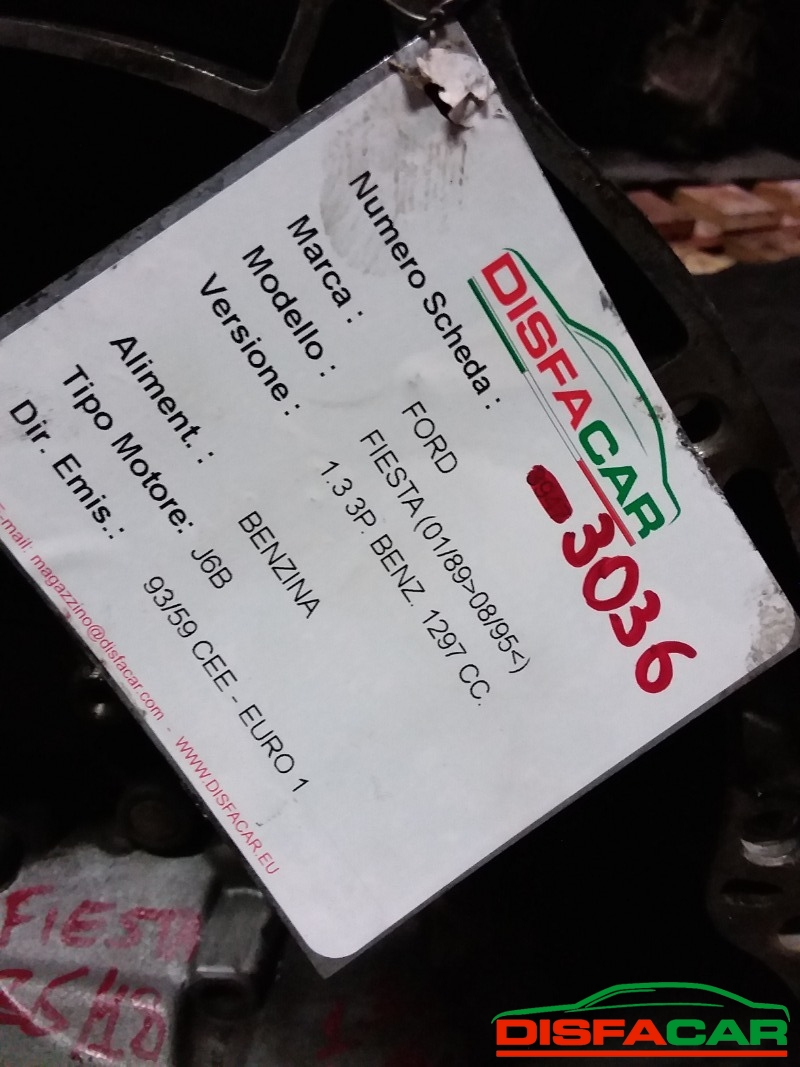 DISFACAR
Numero Scheda : 3036
Marca : FORD
Modello : FIESTA (01/89>08/95<)
Versione : 1.3 3P. BENZ. 1297 CC.
Aliment. : BENZINA
Tipo Motore: J6B
Dir. Emis.: 93/59 CEE - EURO 1
E-mail: magazzino@disfacar.com - WWW.DISFACAR.EU
FIESTA
DISFACAR